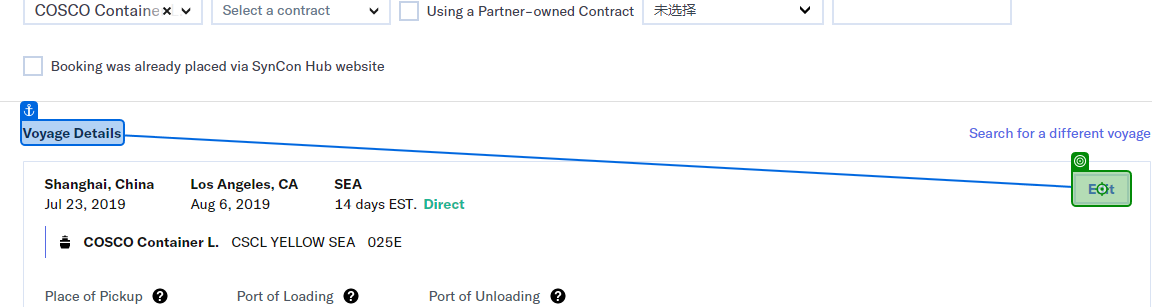 COSCO Containe × Select a contract Using a Partner-owned Contract 未选择
Booking was already placed via SynCon Hub website
Voyage Details Search for a different voyage
Shanghai, China Los Angeles, CA SEA
Jul 23, 2019 Aug 6, 2019 14 days EST. Direct
COSCO Container L. CSCL YELLOW SEA 025E
Place of Pickup ? Port of Loading ? Port of Unloading ?